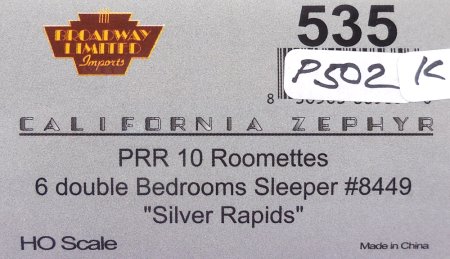 BROADWAY
LIMITED
Imports
535
P502 K
CALIFORNIA ZEPHYR
PRR 10 Roomettes
6 double Bedrooms Sleeper #8449
"Silver Rapids"
HO Scale
Made in China